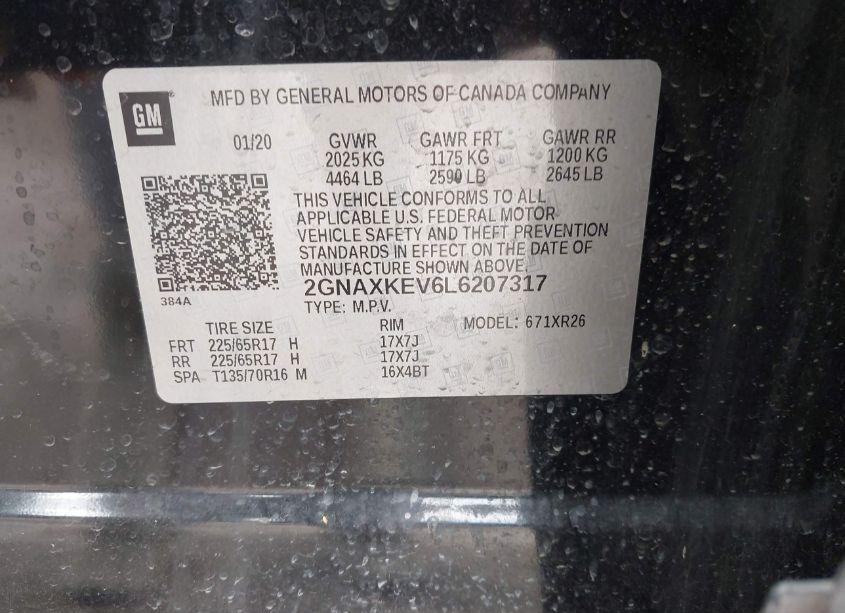 GM
MFD BY GENERAL MOTORS OF CANADA COMPANY
01/20 GVWR GAWR FRT GAWR RR
2025 KG 1175 KG 1200 KG
4464 LB 2590 LB 2645 LB
THIS VEHICLE CONFORMS TO ALL
APPLICABLE U.S. FEDERAL MOTOR
VEHICLE SAFETY AND THEFT PREVENTION
STANDARDS IN EFFECT ON THE DATE OF
MANUFACTURE SHOWN ABOVE.
384A
2GNAXKEV6L6207317
TYPE: M.P.V.
TIRE SIZE RIM MODEL: 671XR26
FRT 225/65R17 H 17X7J
RR 225/65R17 H 17X7J
SPA T135/70R16 M 16X4BT